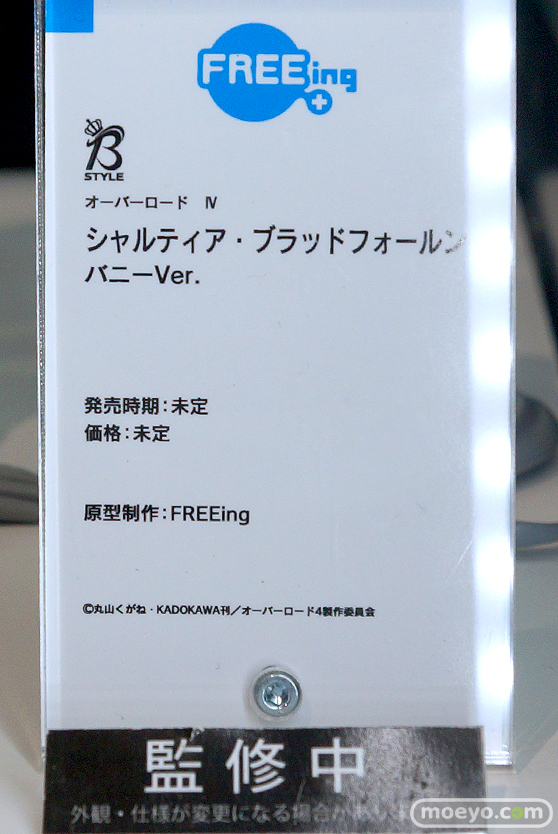 FREEing
B
STYLE
オーバーロード Ⅳ
シャルティア・ブラッドフォールン
バニーVer.
発売時期：未定
価格：未定
原型制作：FREEing
©丸山くがね・KADOKAWA刊／オーバーロード4製作委員会
監修中
外観・仕様が変更になる場合があり
moeyo.com